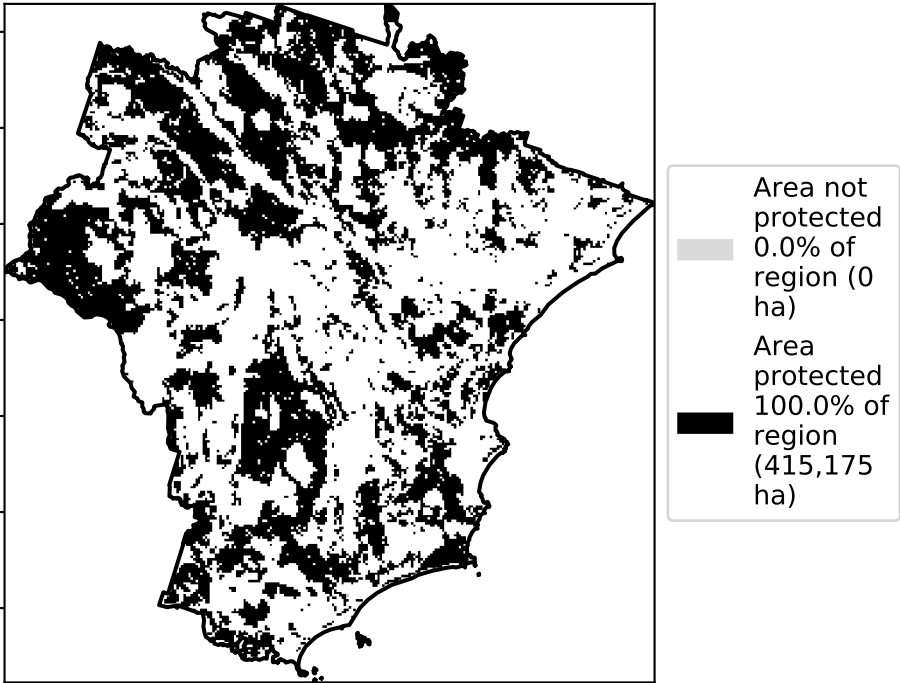 Area not
protected
0.0% of
region (0
ha)
Area
protected
100.0% of
region
(415,175
ha)